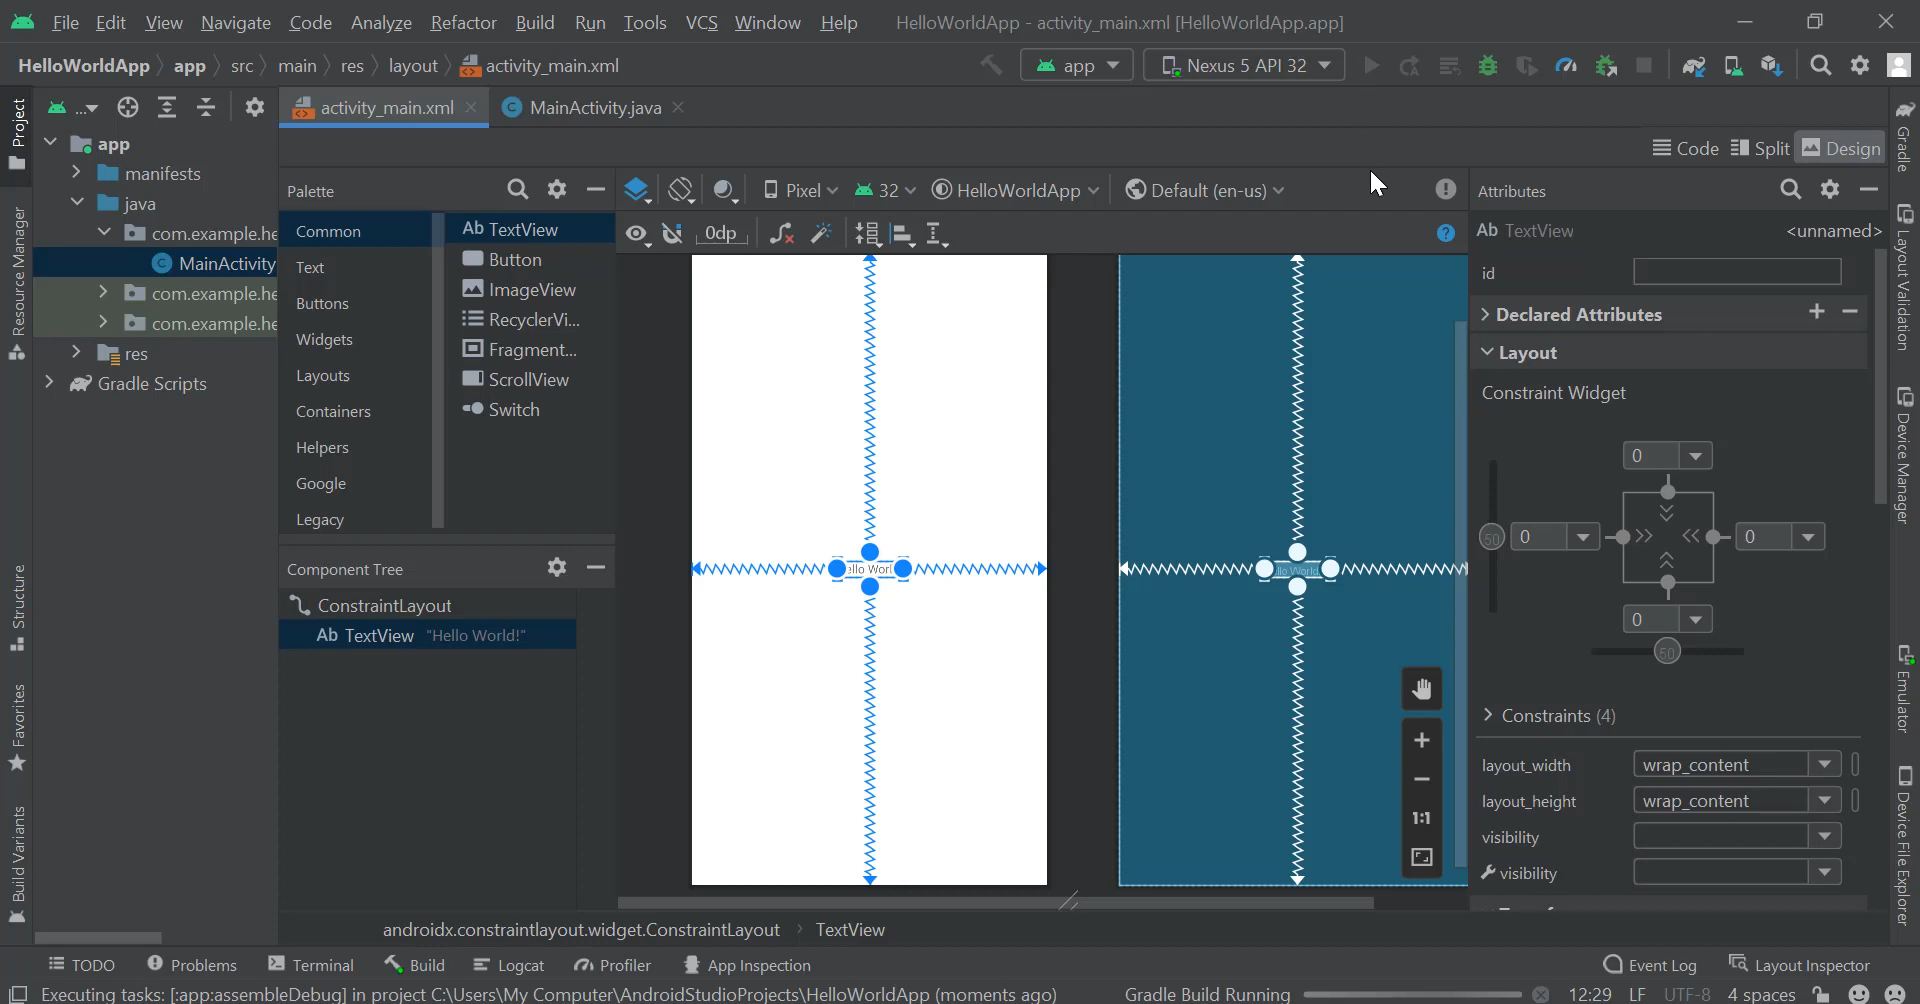 File Edit View Navigate Code Analyze Refactor Build Run Tools VCS Window Help HelloWorldApp - activity_main.xml [HelloWorldApp.app]
HelloWorldApp app src main res layout activity_main.xml app Nexus 5 API 32
Project
Resource Manager
Structure
Favorites
Build Variants
...
app
manifests
java
com.example.he
MainActivity
com.example.he
com.example.he
res
Gradle Scripts
activity_main.xml MainActivity.java
Code Split Design
Palette
Common
Text
Buttons
Widgets
Layouts
Containers
Helpers
Google
Legacy
Ab TextView
Button
ImageView
RecyclerVi...
Fragment...
ScrollView
Switch
Component Tree
ConstraintLayout
Ab TextView "Hello World!"
Pixel 32 HelloWorldApp Default (en-us)
0dp
ello Worl
llo World
1:1
Attributes
Ab TextView <unnamed>
id
Declared Attributes
Layout
Constraint Widget
0
50 0 0
0
50
Constraints (4)
layout_width wrap_content
layout_height wrap_content
visibility
visibility
Gradle
Layout Validation
Device Manager
Emulator
Device File Explorer
androidx.constraintlayout.widget.ConstraintLayout TextView
TODO Problems Terminal Build Logcat Profiler App Inspection Event Log Layout Inspector
Executing tasks: [:app:assembleDebug] in project C:\Users\My Computer\AndroidStudioProjects\HelloWorldApp (moments ago) Gradle Build Running 12:29 LF UTF-8 4 spaces